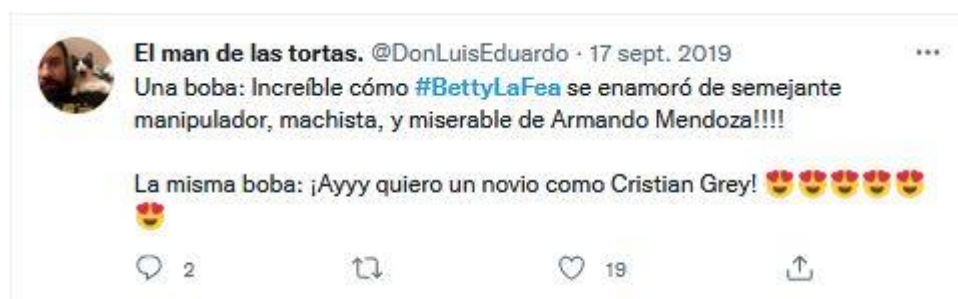 El man de las tortas. @DonLuisEduardo · 17 sept. 2019
Una boba: Increíble cómo #BettyLaFea se enamoró de semejante
manipulador, machista, y miserable de Armando Mendoza!!!!
La misma boba: ¡Ayyy quiero un novio como Cristian Grey! 😍😍😍😍😍
😍
2 19